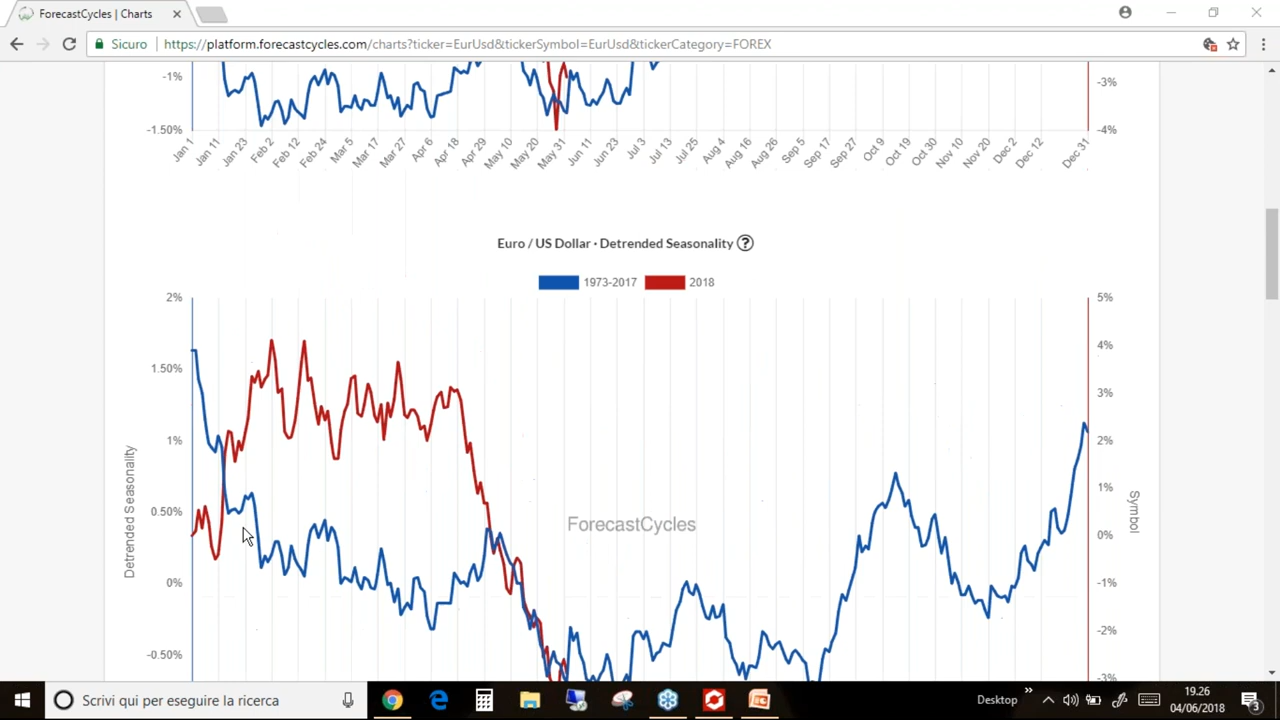 ForecastCycles | Charts
Sicuro https://platform.forecastcycles.com/charts?ticker=EurUsd&tickerSymbol=EurUsd&tickerCategory=FOREX
-1% -3%
-1.50% -4%
Jan 1 Jan 11 Jan 23 Feb 2 Feb 12 Feb 24 Mar 5 Mar 17 Mar 27 Apr 6 Apr 18 Apr 29 May 10 May 20 May 31 Jun 11 Jun 23 Jul 3 Jul 13 Jul 25 Aug 4 Aug 16 Aug 26 Sep 5 Sep 17 Sep 27 Oct 9 Oct 19 Oct 30 Nov 10 Nov 20 Dec 2 Dec 12 Dec 31
Euro / US Dollar · Detrended Seasonality ?
1973-2017 2018
2% 5%
4%
1.50%
3%
1% 2%
1%
0.50%
0%
0% -1%
-2%
-0.50%
-3%
Detrended Seasonality
Symbol
ForecastCycles
Scrivi qui per eseguire la ricerca
Desktop
19.26
04/06/2018
3